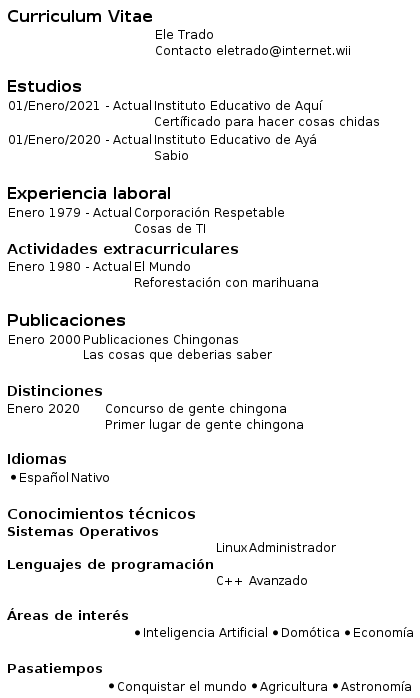 Curriculum Vitae
Ele Trado
Contacto eletrado@internet.wii
Estudios
01/Enero/2021 - Actual Instituto Educativo de Aquí
Certificado para hacer cosas chidas
01/Enero/2020 - Actual Instituto Educativo de Ayá
Sabio
Experiencia laboral
Enero 1979 - Actual Corporación Respetable
Cosas de TI
Actividades extracurriculares
Enero 1980 - Actual El Mundo
Reforestación con marihuana
Publicaciones
Enero 2000 Publicaciones Chingonas
Las cosas que deberias saber
Distinciones
Enero 2020 Concurso de gente chingona
Primer lugar de gente chingona
Idiomas
• Español Nativo
Conocimientos técnicos
Sistemas Operativos
Linux Administrador
Lenguajes de programación
C++ Avanzado
Áreas de interés
• Inteligencia Artificial • Domótica • Economía
Pasatiempos
• Conquistar el mundo • Agricultura • Astronomía